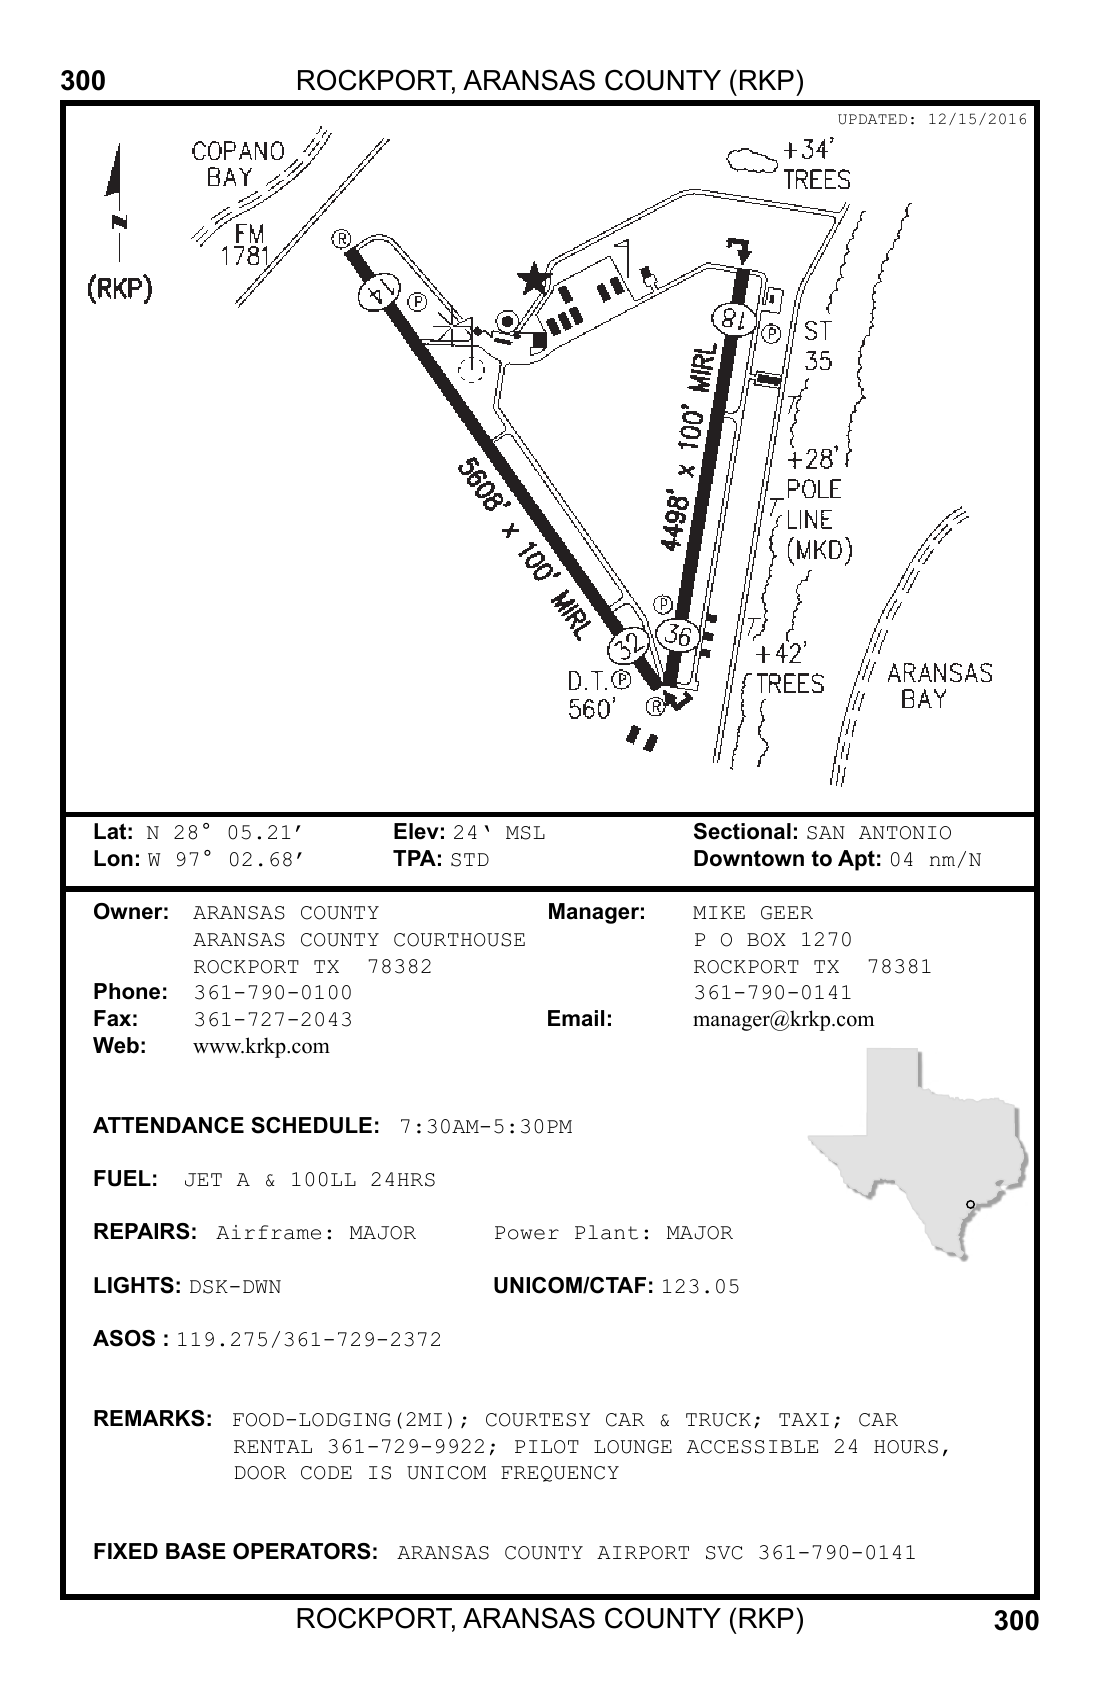 300 ROCKPORT, ARANSAS COUNTY (RKP)
UPDATED: 12/15/2016
COPANO
BAY
+34'
TREES
FM
1781
N
(RKP)
R
14
P
18
P
ST
35
5608' x 100' MIRL
4498' x 100' MIRL
+28'
POLE
LINE
(MKD)
P
32
36
D.T. P
560'
R
+42'
TREES
ARANSAS
BAY
Lat: N 28° 05.21’ Elev: 24‘ MSL Sectional: SAN ANTONIO
Lon: W 97° 02.68’ TPA: STD Downtown to Apt: 04 nm/N
Owner: ARANSAS COUNTY Manager: MIKE GEER
ARANSAS COUNTY COURTHOUSE P O BOX 1270
ROCKPORT TX 78382 ROCKPORT TX 78381
Phone: 361-790-0100 361-790-0141
Fax: 361-727-2043 Email: manager@krkp.com
Web: www.krkp.com
ATTENDANCE SCHEDULE: 7:30AM-5:30PM
FUEL: JET A & 100LL 24HRS
REPAIRS: Airframe: MAJOR Power Plant: MAJOR
LIGHTS: DSK-DWN UNICOM/CTAF: 123.05
ASOS : 119.275/361-729-2372
REMARKS: FOOD-LODGING(2MI); COURTESY CAR & TRUCK; TAXI; CAR
RENTAL 361-729-9922; PILOT LOUNGE ACCESSIBLE 24 HOURS,
DOOR CODE IS UNICOM FREQUENCY
FIXED BASE OPERATORS: ARANSAS COUNTY AIRPORT SVC 361-790-0141
ROCKPORT, ARANSAS COUNTY (RKP) 300